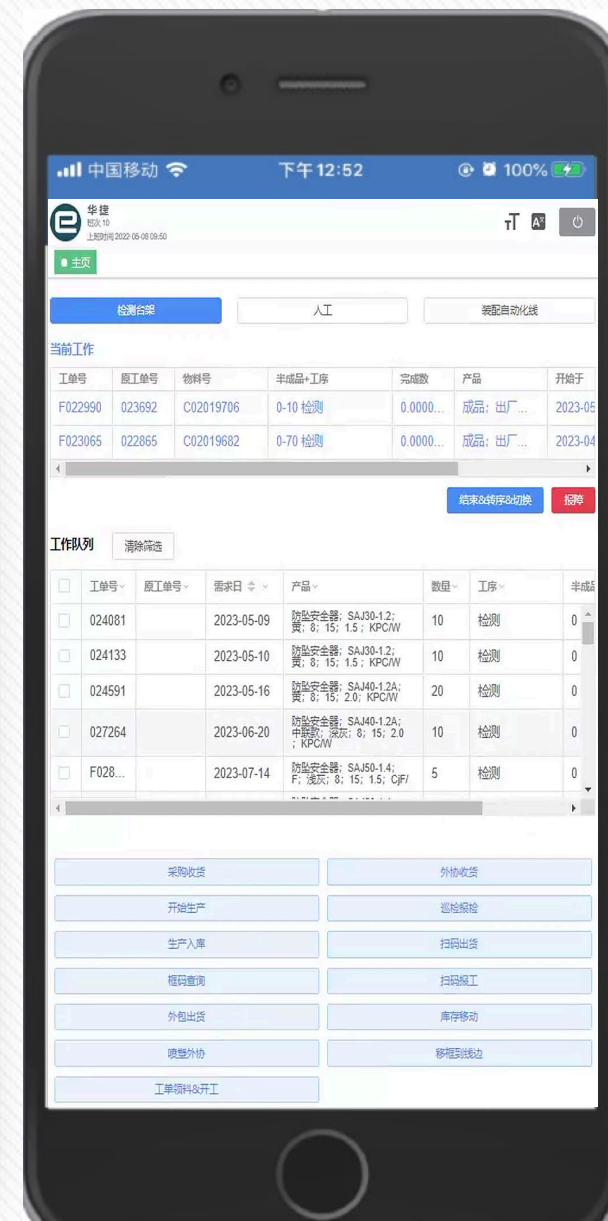 中国移动 下午 12:52 100%
华捷
班次 10
上班时间 2022-05-08 09:50
TT A
主页
检测台架 人工 装配自动化线
当前工作
工单号 原工单号 物料号 半成品+工序 完成数 产品 开始于
F022990 023692 C02019706 0-10 检测 0.0000... 成品；出厂... 2023-05
F023065 022865 C02019682 0-70 检测 0.0000... 成品；出厂... 2023-04
结束&转序&切换 报障
工作队列 清除筛选
工单号 原工单号 需求日 产品 数量 工序 半成品
024081 2023-05-09 防坠安全器；SAJ30-1.2；
黄；8；15；1.5；KPC/W 10 检测 0
024133 2023-05-10 防坠安全器；SAJ30-1.2；
黄；8；15；1.5；KPC/W 10 检测 0
024591 2023-05-16 防坠安全器；SAJ40-1.2A；
黄；8；15；2.0；KPC/W 20 检测 0
027264 2023-06-20 防坠安全器；SAJ40-1.2A；
中联款；深灰；8；15；2.0
；KPC/W 10 检测 0
F028... 2023-07-14 防坠安全器；SAJ50-1.4；
F；浅灰；8；15；1.5；CjF/ 5 检测 0
采购收货 外协收货
开始生产 巡检报检
生产入库 扫码出货
框码查询 扫码报工
外包出货 库存移动
喷塑外协 移框到线边
工单领料&开工